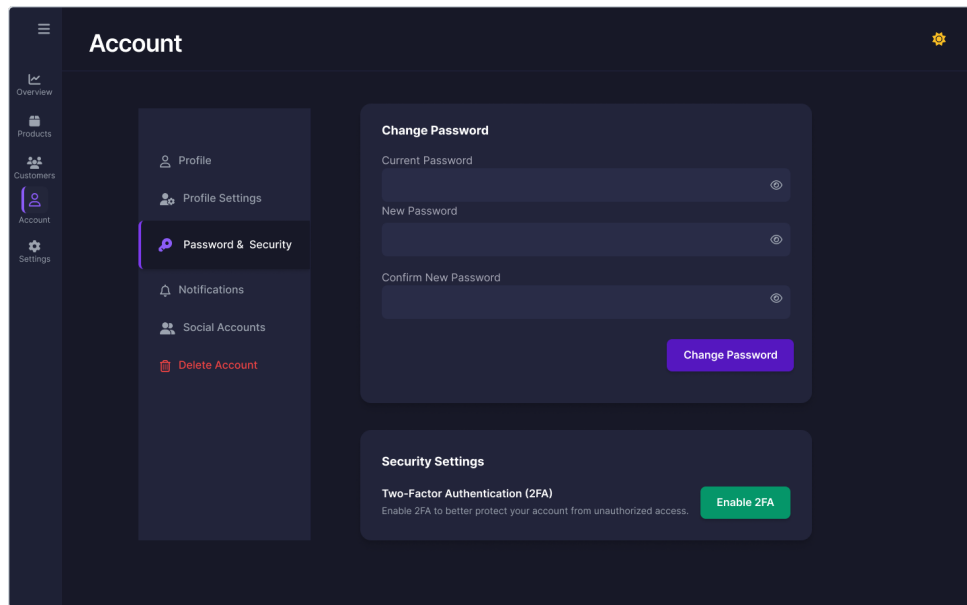 Account
Overview
Products
Customers
Account
Settings
Profile
Profile Settings
Password & Security
Notifications
Social Accounts
Delete Account
Change Password
Current Password
New Password
Confirm New Password
Change Password
Security Settings
Two-Factor Authentication (2FA)
Enable 2FA to better protect your account from unauthorized access.
Enable 2FA